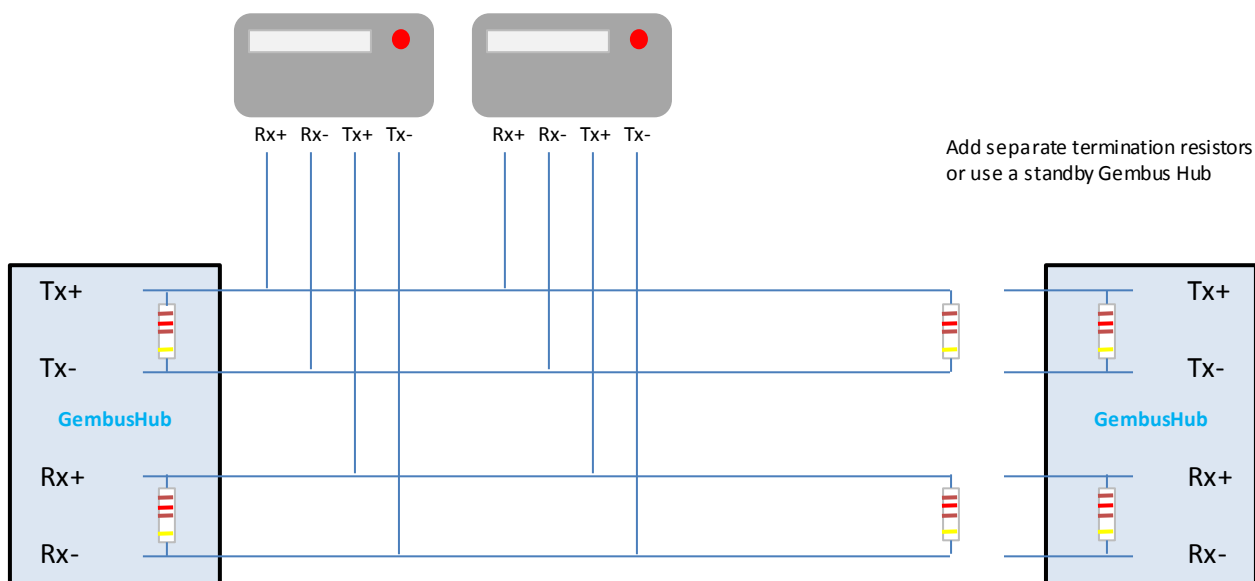 Rx+ Rx- Tx+ Tx-
Rx+ Rx- Tx+ Tx-
Add separate termination resistors
or use a standby Gembus Hub
Tx+
Tx-
GembusHub
Rx+
Rx-
Tx+
Tx-
GembusHub
Rx+
Rx-